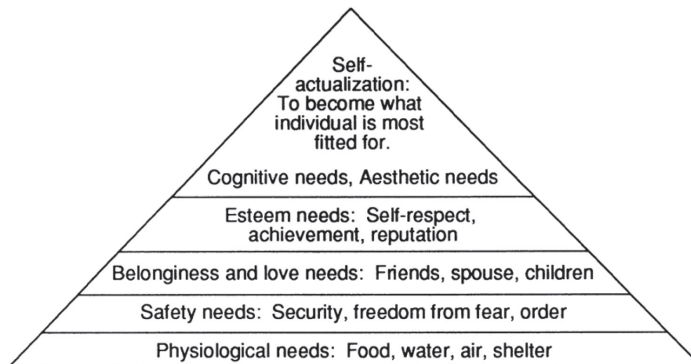 Self-
actualization:
To become what
individual is most
fitted for.
Cognitive needs, Aesthetic needs
Esteem needs: Self-respect,
achievement, reputation
Belonginess and love needs: Friends, spouse, children
Safety needs: Security, freedom from fear, order
Physiological needs: Food, water, air, shelter